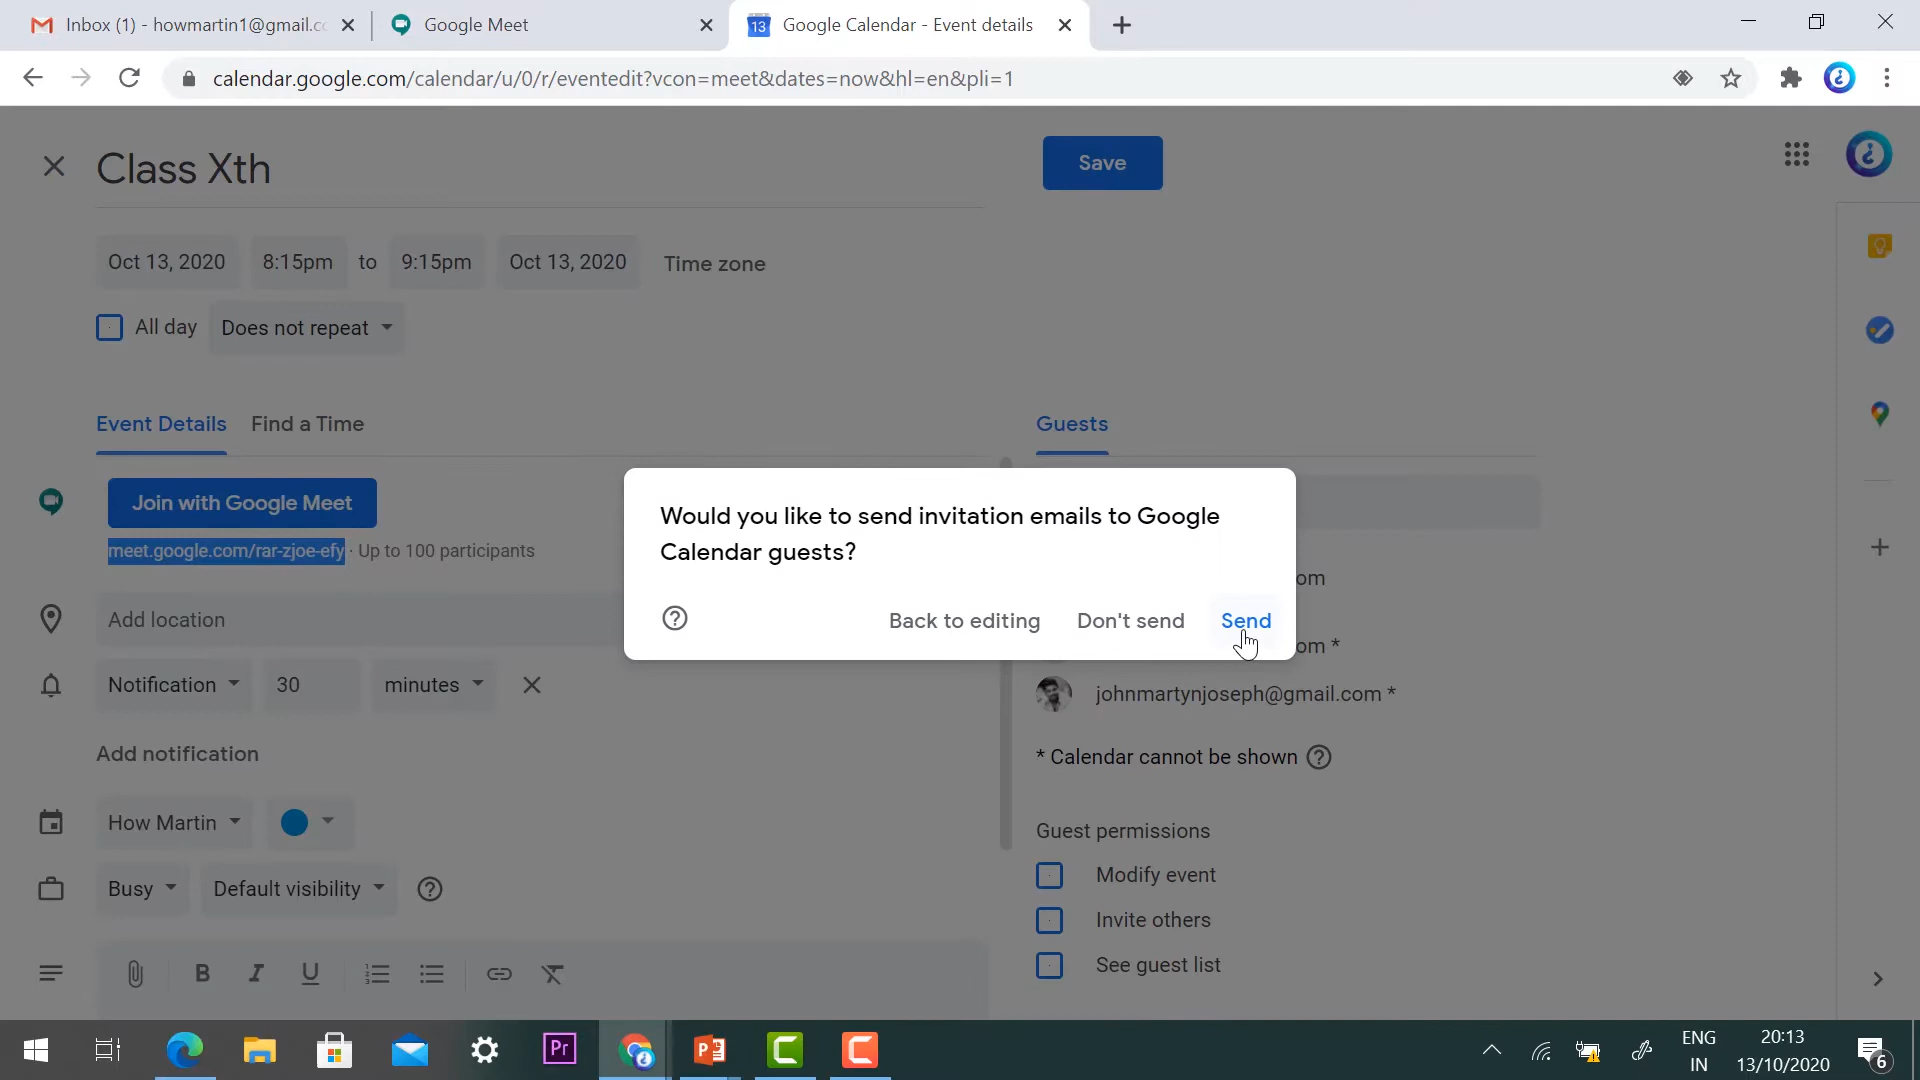 Inbox (1) - howmartin1@gmail.c
Google Meet
13
Google Calendar - Event details
calendar.google.com/calendar/u/0/r/eventedit?vcon=meet&dates=now&hl=en&pli=1
Class Xth
Save
Oct 13, 2020
8:15pm
to
9:15pm
Oct 13, 2020
Time zone
All day
Does not repeat
Event Details
Find a Time
Guests
Join with Google Meet
meet.google.com/rar-zjoe-efy · Up to 100 participants
Would you like to send invitation emails to Google
Calendar guests?
Back to editing
Don't send
Send
om
om *
johnmartynjoseph@gmail.com *
* Calendar cannot be shown
Add location
Notification
30
minutes
Add notification
How Martin
Busy
Default visibility
Guest permissions
Modify event
Invite others
See guest list
B I U
Pr
ENG
IN
20:13
13/10/2020
6